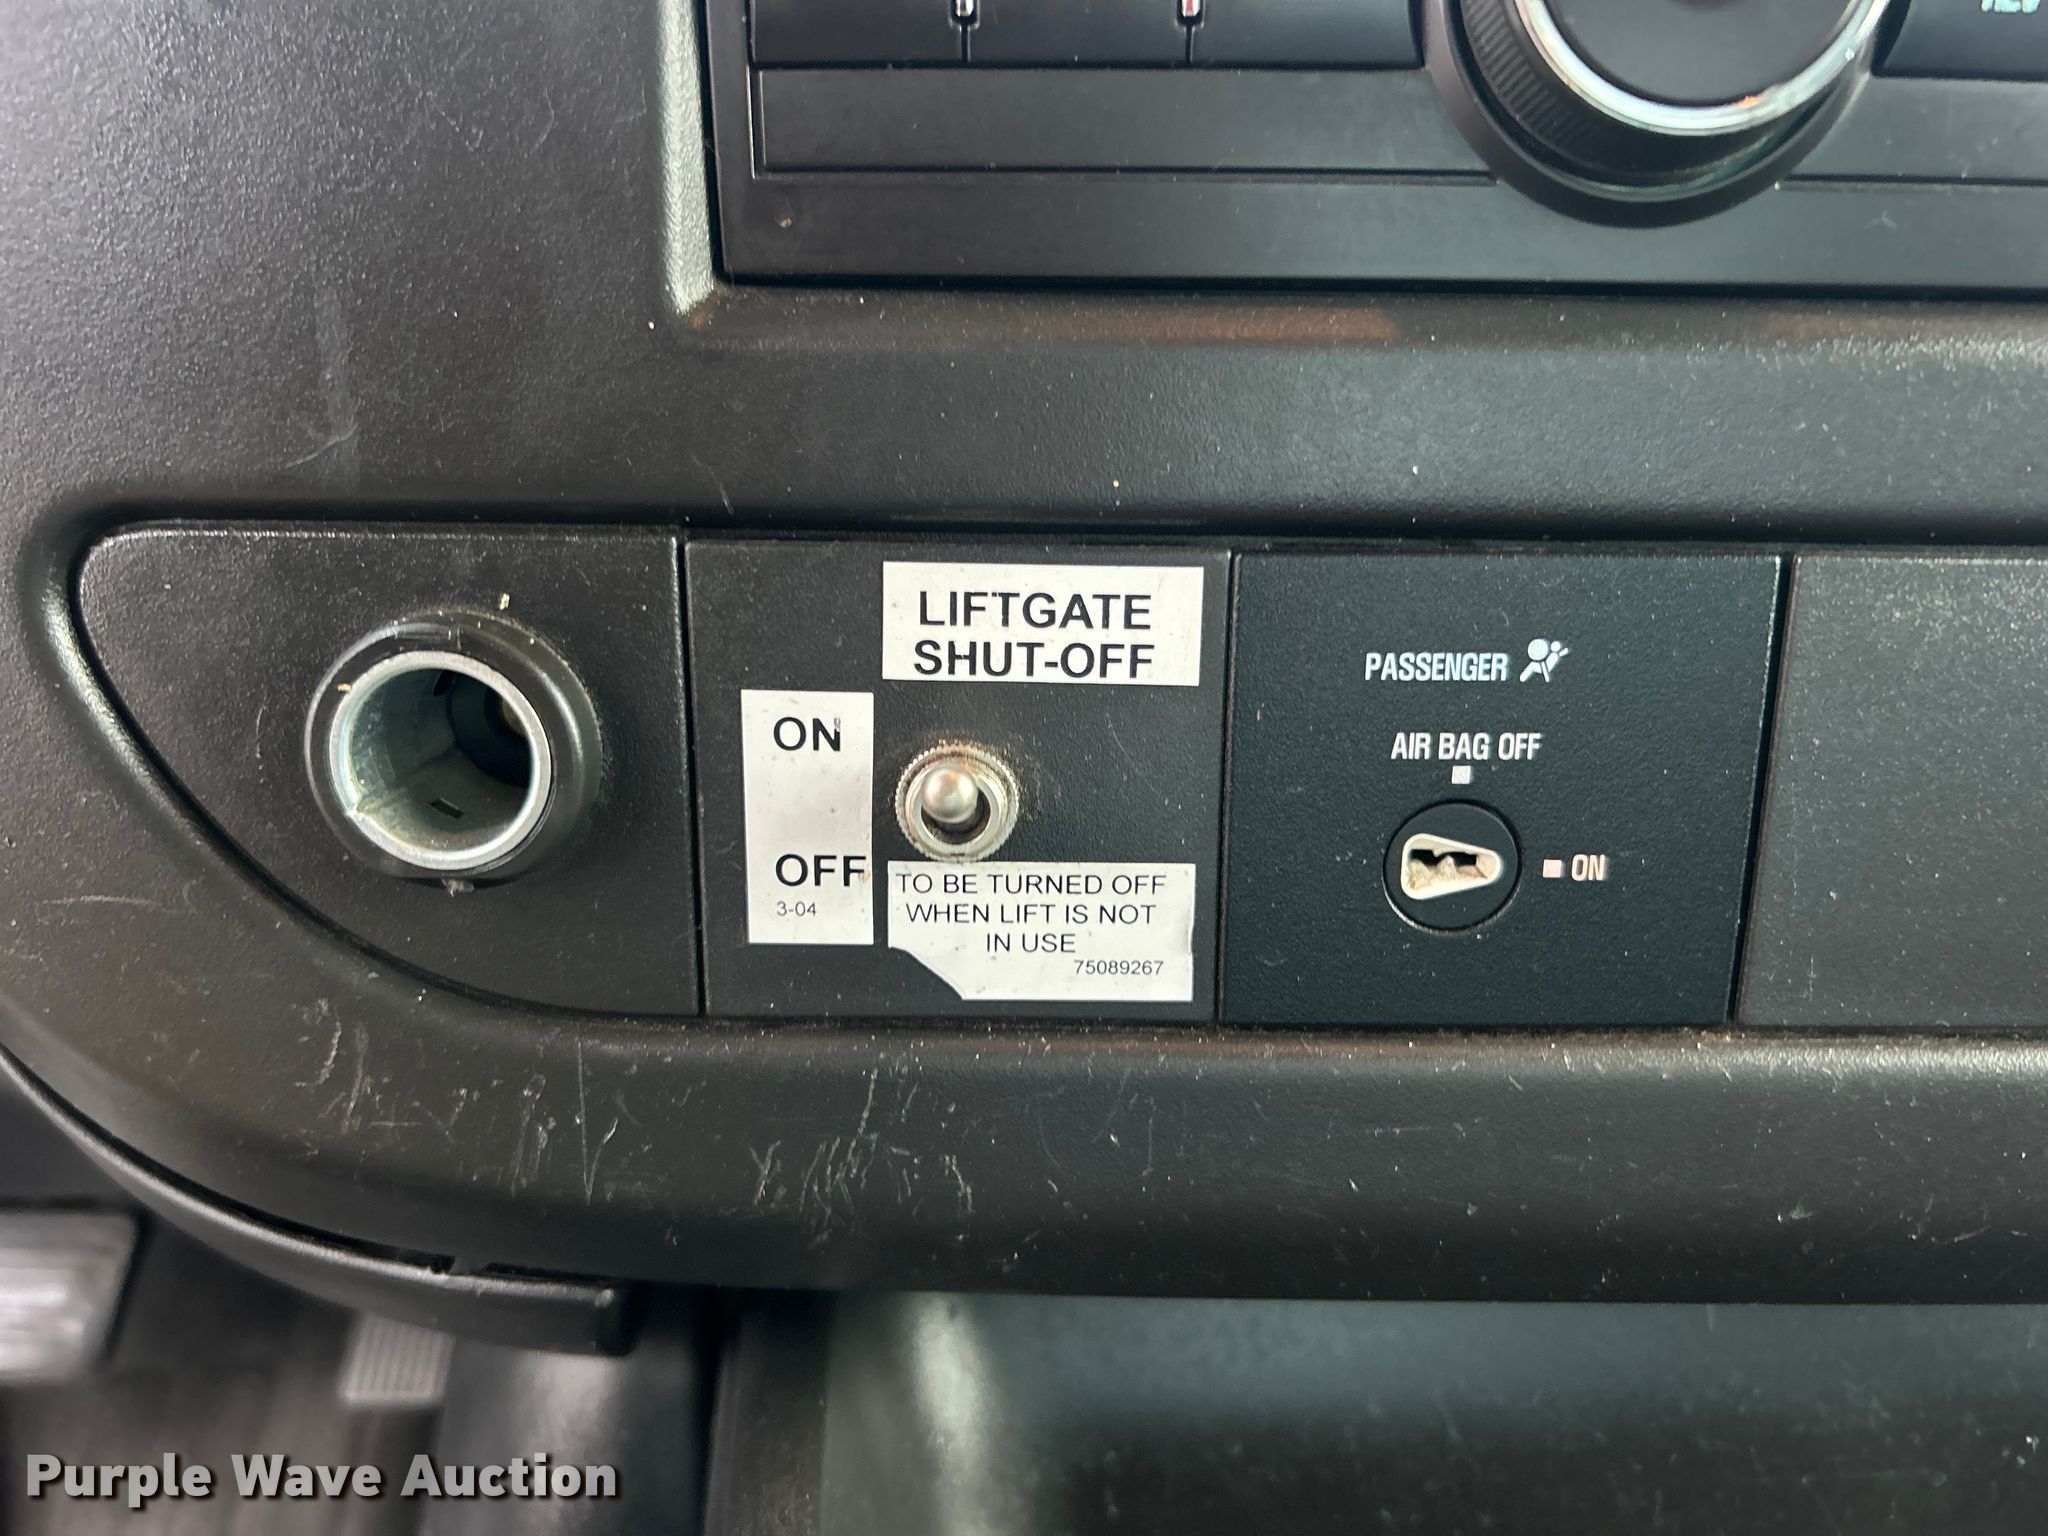 LIFTGATE
SHUT-OFF
ON
OFF
3-04
TO BE TURNED OFF
WHEN LIFT IS NOT
IN USE
75089267
PASSENGER
AIR BAG OFF
ON
Purple Wave Auction